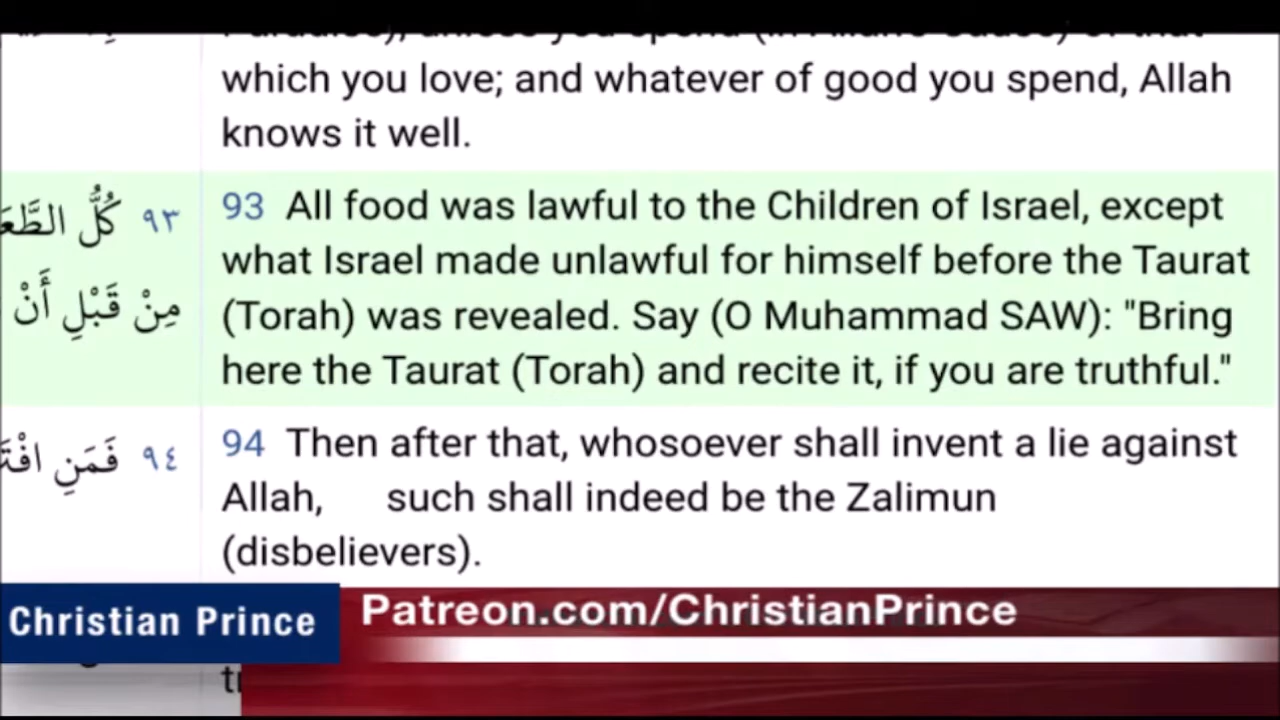 which you love; and whatever of good you spend, Allah
knows it well.
٩٣ كُلُّ
مِنْ قَبْلِ أَنْ
93 All food was lawful to the Children of Israel, except
what Israel made unlawful for himself before the Taurat
(Torah) was revealed. Say (O Muhammad SAW): "Bring
here the Taurat (Torah) and recite it, if you are truthful."
٩٤ فَمَنِ
94 Then after that, whosoever shall invent a lie against
Allah, such shall indeed be the Zalimun
(disbelievers).
Christian Prince
Patreon.com/ChristianPrince